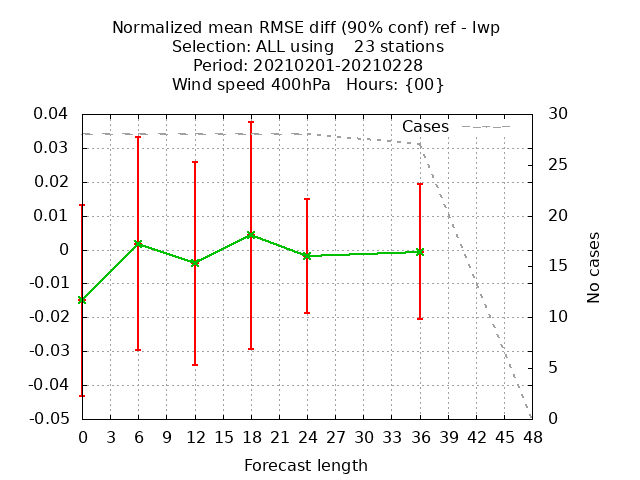 Normalized mean RMSE diff (90% conf) ref - lwp
Selection: ALL using    23 stations
Period: 20210201-20210228
Wind speed 400hPa   Hours: {00}
Cases
0.04
0.03
0.02
0.01
0
-0.01
-0.02
-0.03
-0.04
-0.05
30
25
20
15
10
5
0
No cases
0 3 6 9 12 15 18 21 24 27 30 33 36 39 42 45 48
Forecast length